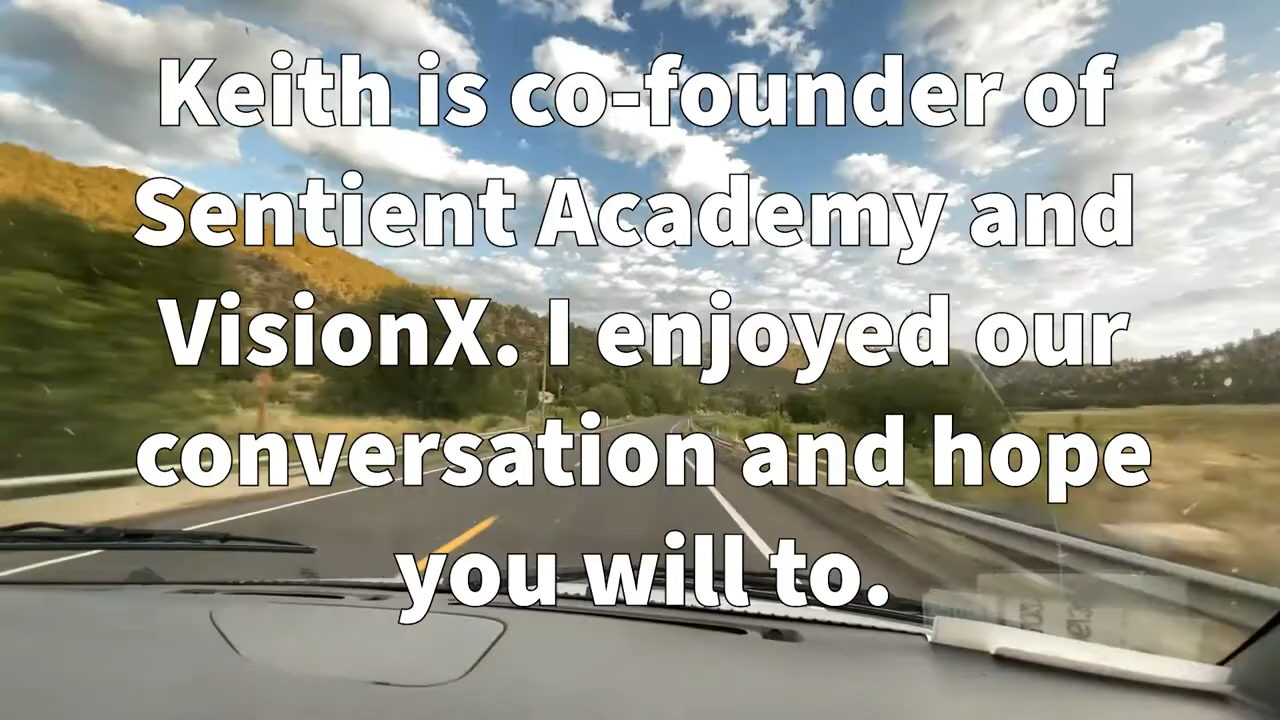 Keith is co-founder of
Sentient Academy and
VisionX. I enjoyed our
conversation and hope
you will to.